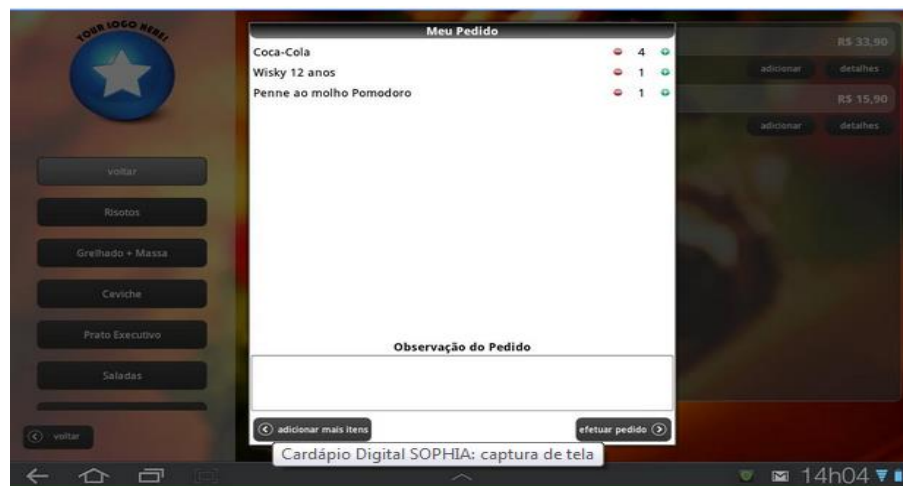 YOUR LOGO HERE!
Meu Pedido
Coca-Cola 4
Wisky 12 anos 1
Penne ao molho Pomodoro 1
R$ 33,90
adicionar detalhes
R$ 15,90
adicionar detalhes
voltar
Risotos
Grelhado + Massa
Ceviche
Prato Executivo
Saladas
Observação do Pedido
adicionar mais itens
efetuar pedido
voltar
Cardápio Digital SOPHIA: captura de tela
14h04